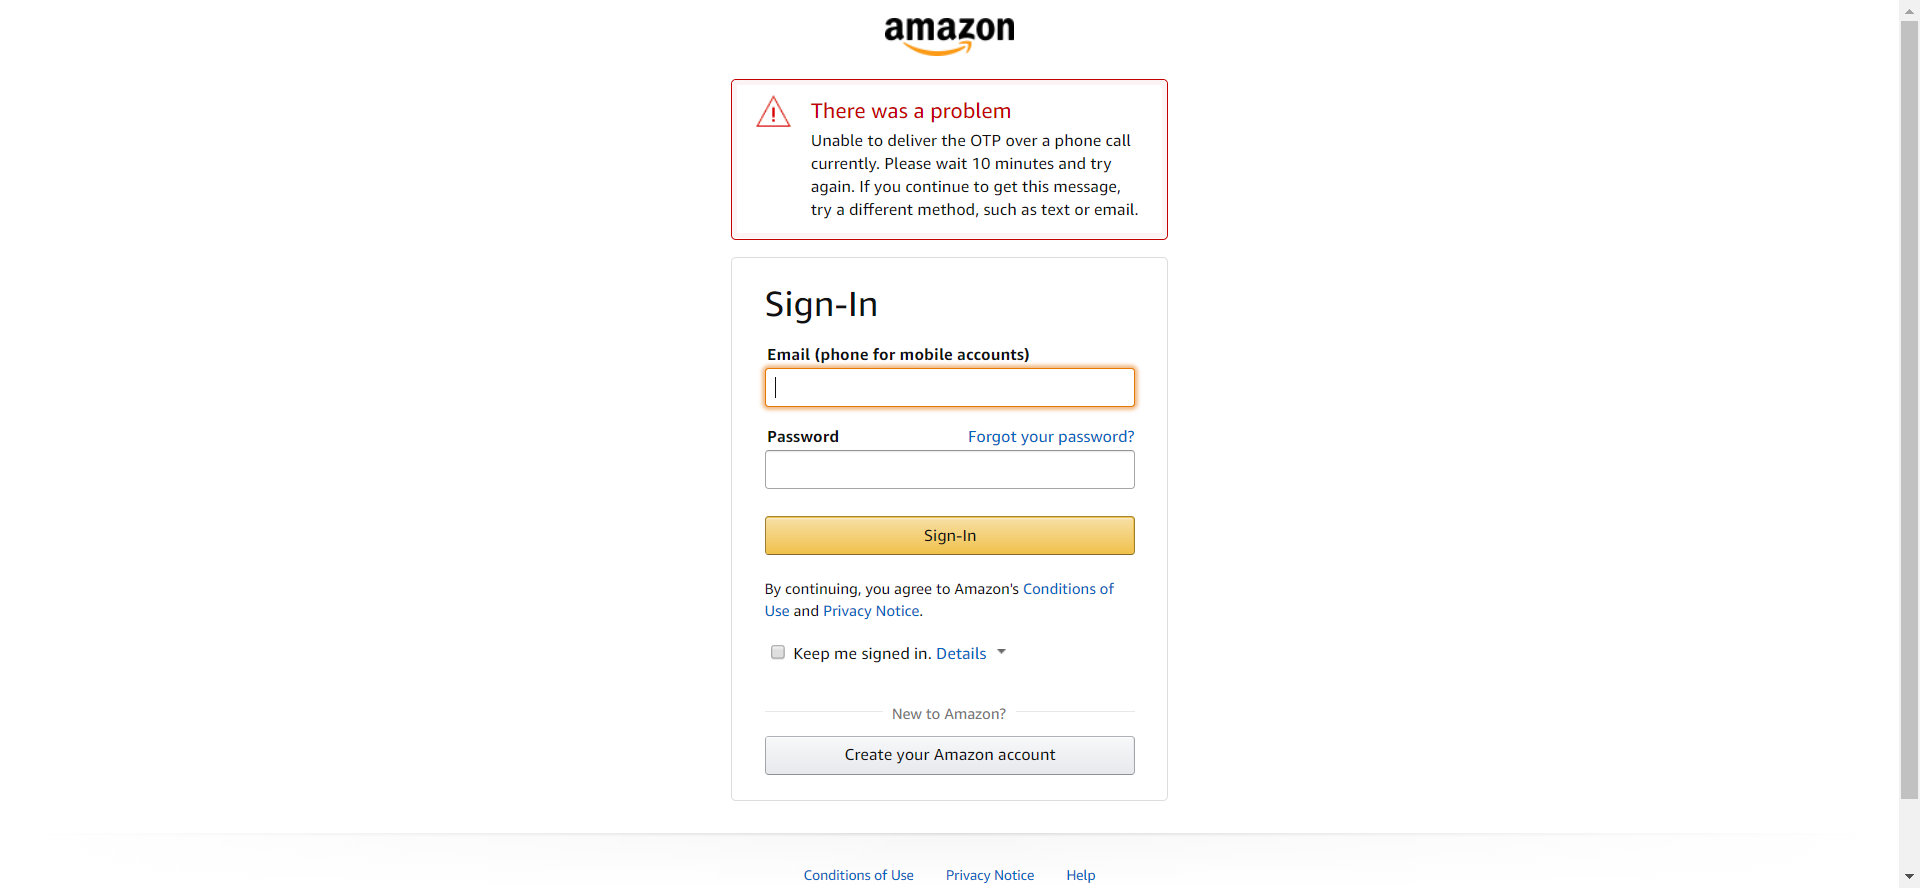 amazon
There was a problem
Unable to deliver the OTP over a phone call
currently. Please wait 10 minutes and try
again. If you continue to get this message,
try a different method, such as text or email.
Sign-In
Email (phone for mobile accounts)
Password Forgot your password?
Sign-In
By continuing, you agree to Amazon's Conditions of
Use and Privacy Notice.
Keep me signed in. Details
New to Amazon?
Create your Amazon account
Conditions of Use Privacy Notice Help